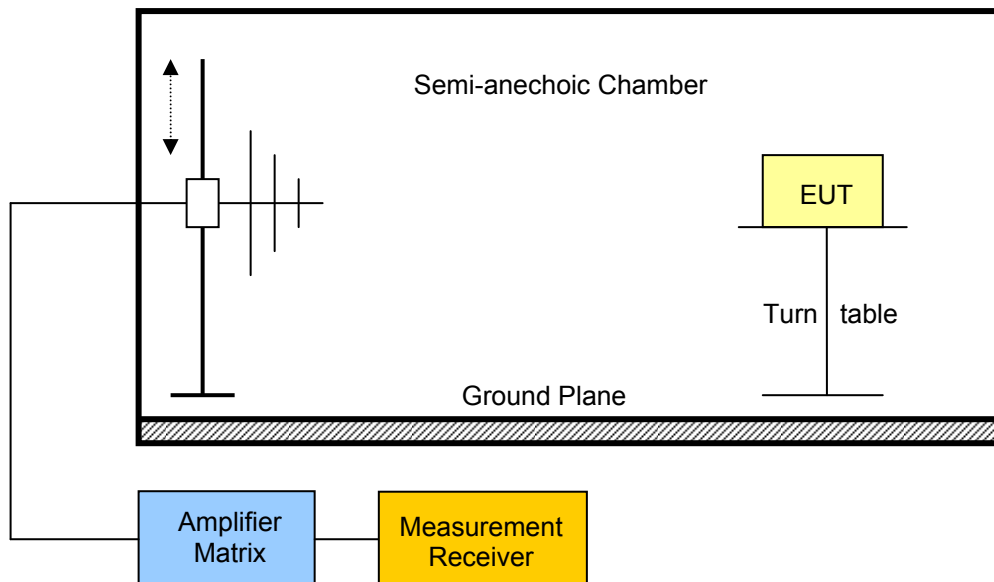 Semi-anechoic Chamber
EUT
Turn table
Ground Plane
Amplifier
Matrix
Measurement
Receiver